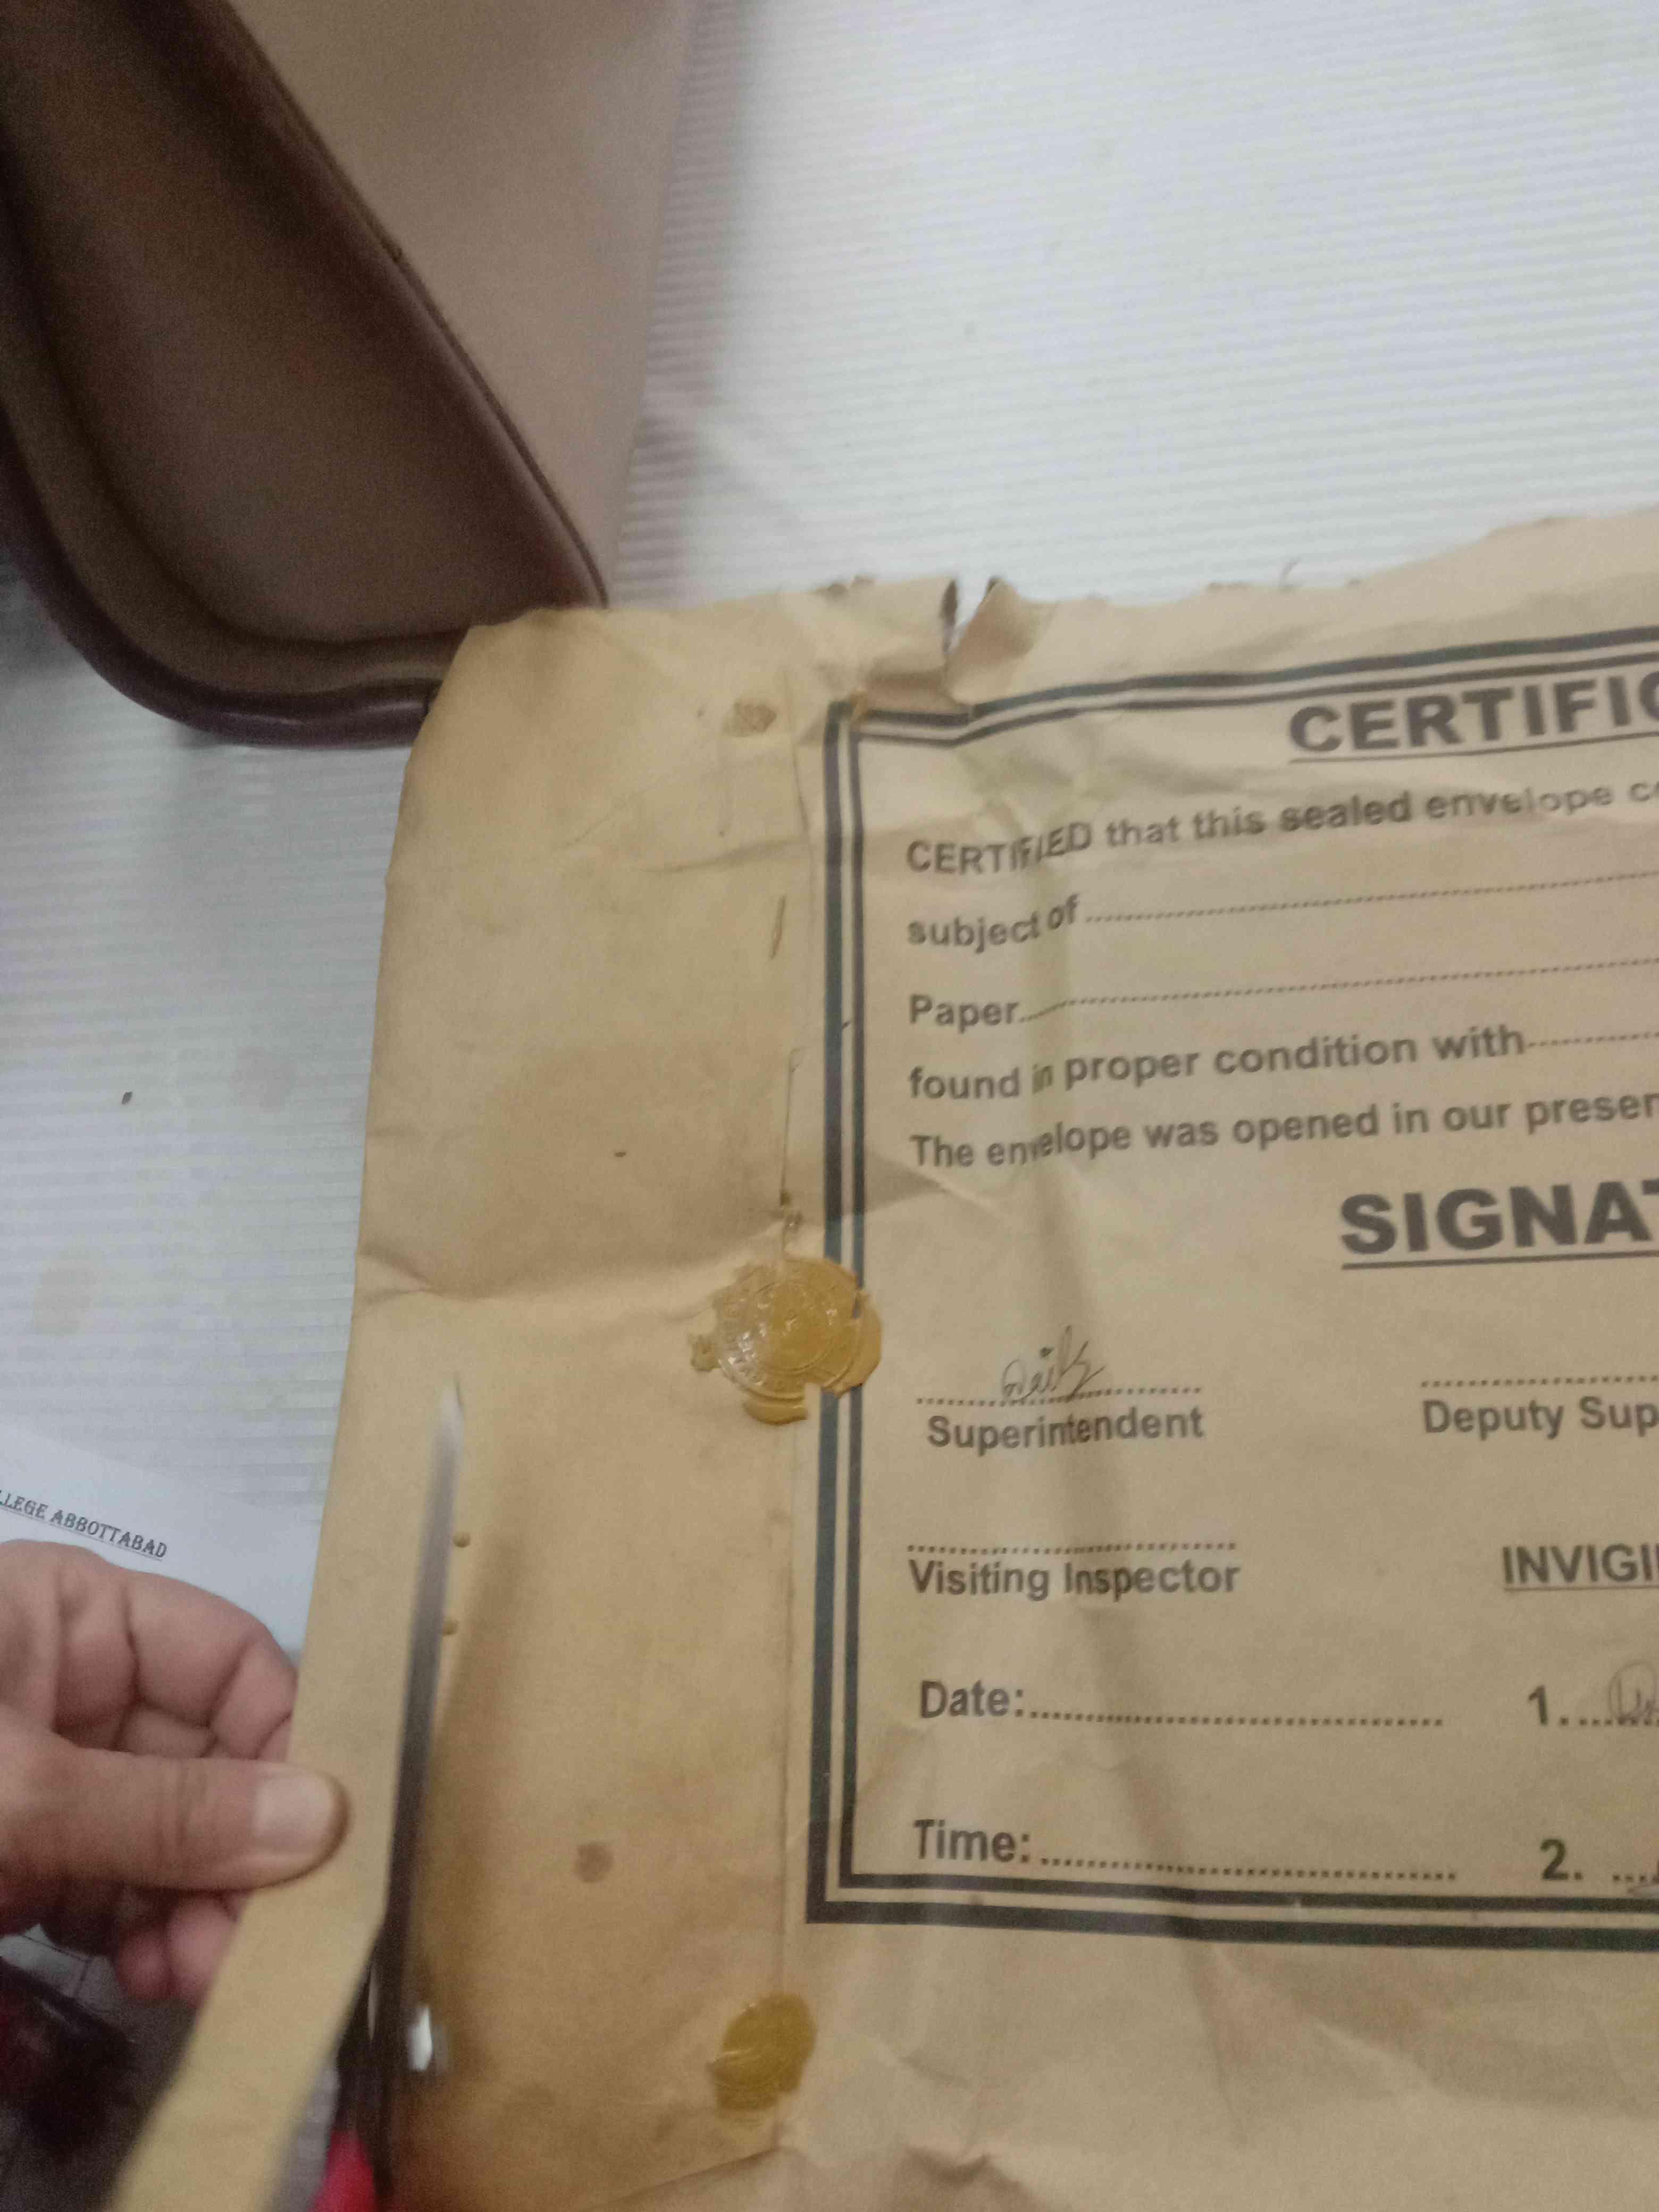 CERTIFIC
CERTIFIED that this sealed envelope c
subject of
Paper
found in proper condition with
The envelope was opened in our presen
SIGNAT
Superintendent
Deputy Sup
LLEGE ABBOTTABAD
Visiting Inspector
INVIGI
Date:
1.
Time:
2.